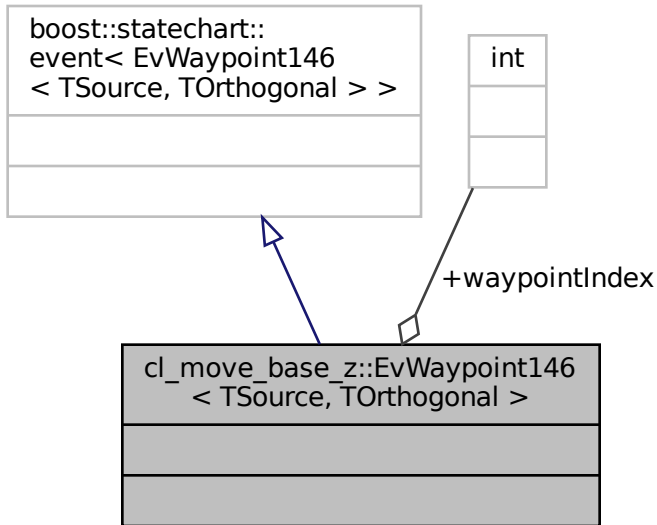 boost::statechart::
event< EvWaypoint146
< TSource, TOrthogonal > >
int
+waypointIndex
cl_move_base_z::EvWaypoint146
< TSource, TOrthogonal >